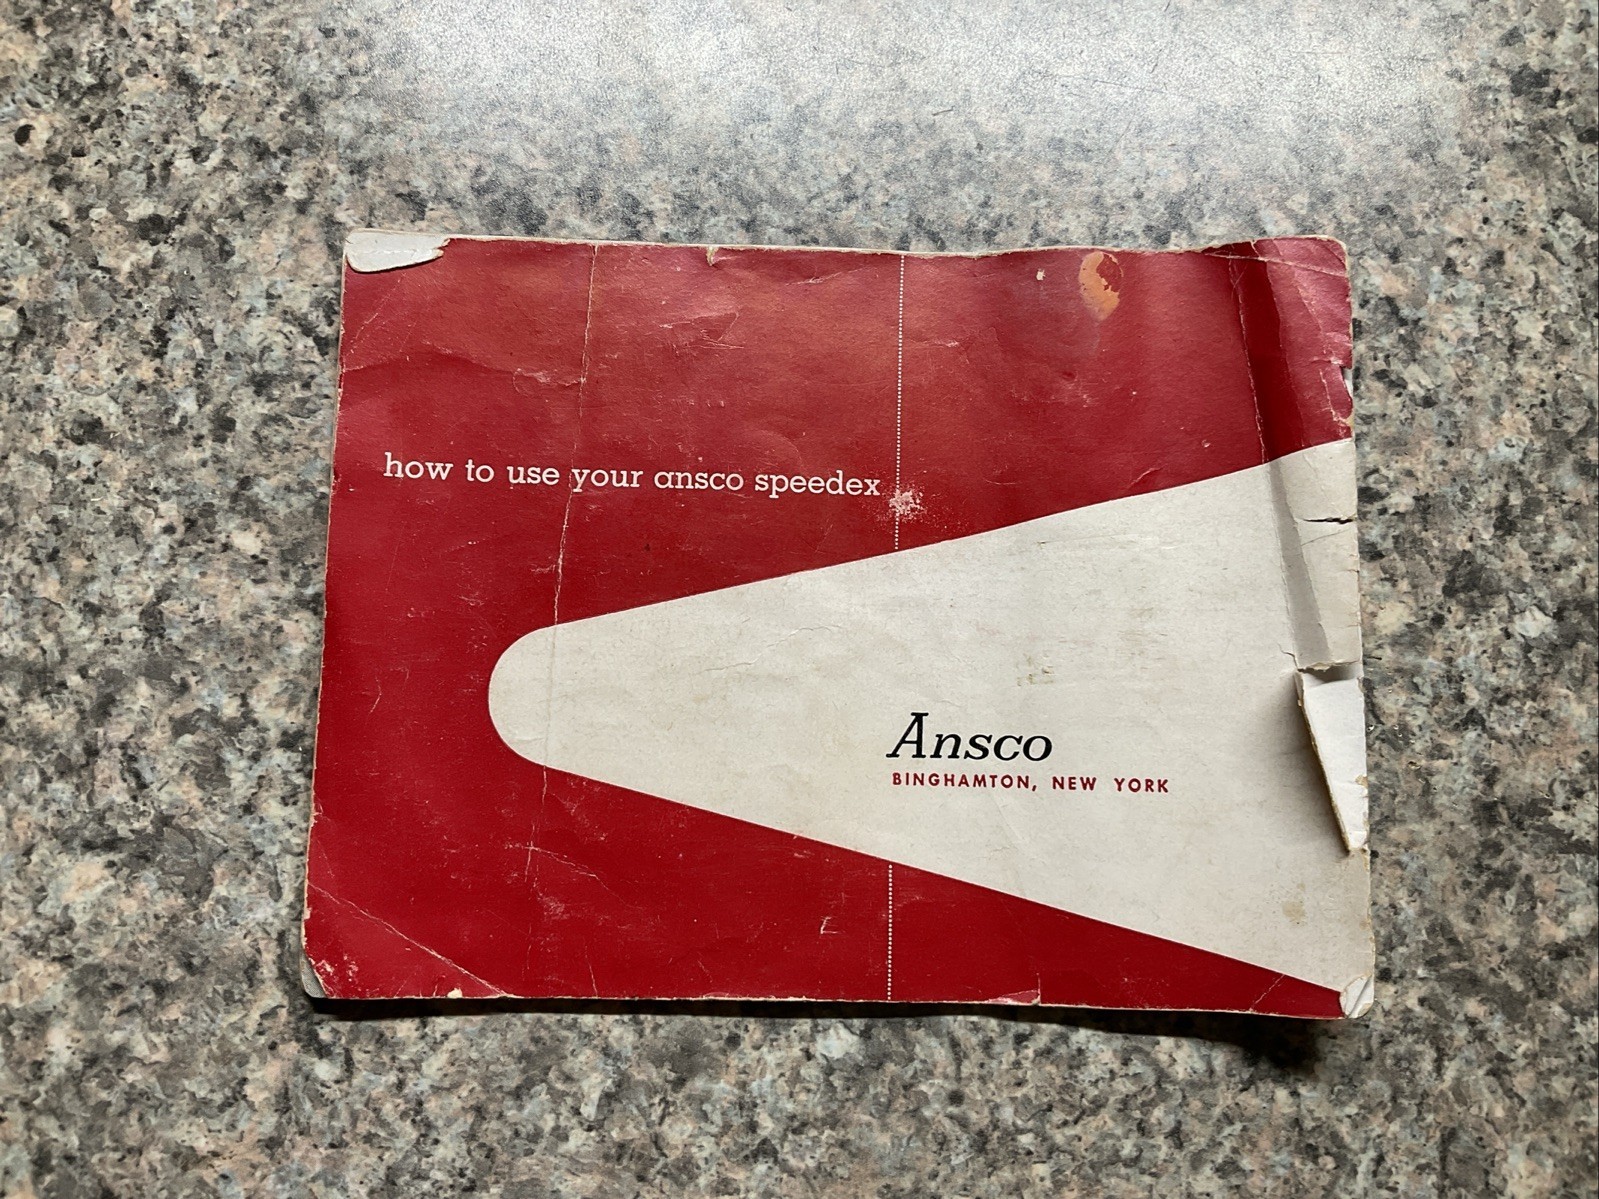 how to use your ansco speedex
Ansco
BINGHAMTON, NEW YORK